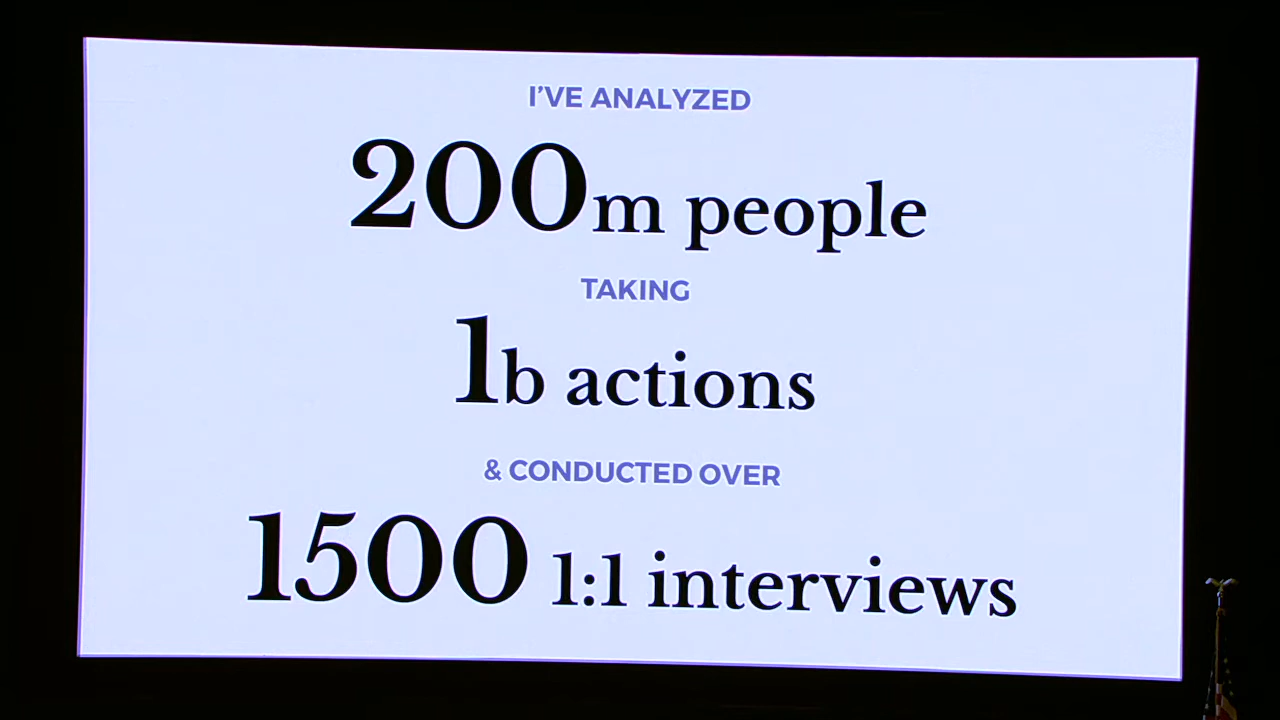 I'VE ANALYZED
200m people
TAKING
1b actions
& CONDUCTED OVER
1500 1:1 interviews